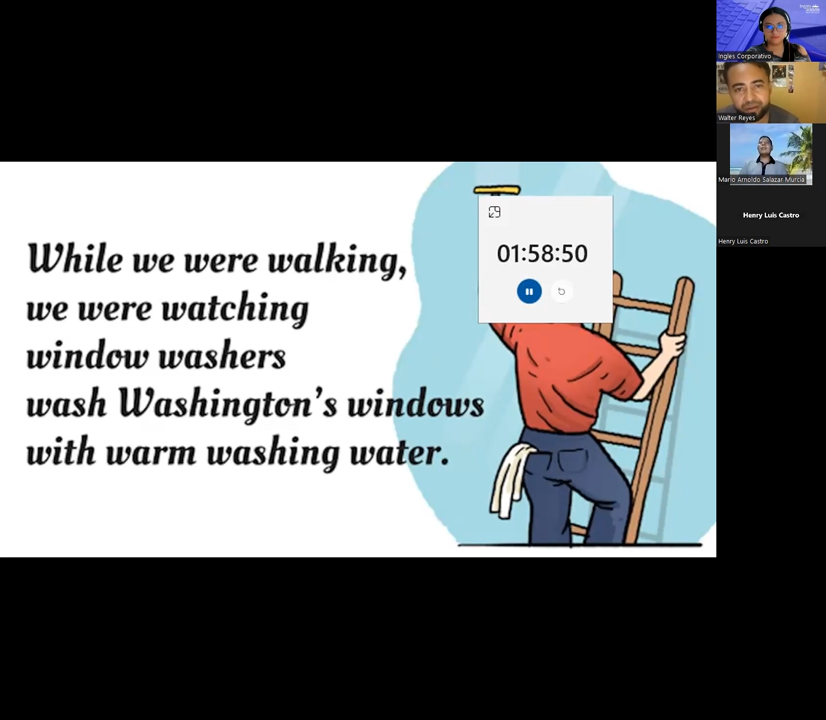 While we were walking,
we were watching
window washers
wash Washington's windows
with warm washing water.
01:58:50
Ingles Corporativo
Walter Reyes
Mario Arnoldo Salazar Murcia
Henry Luis Castro
Henry Luis Castro